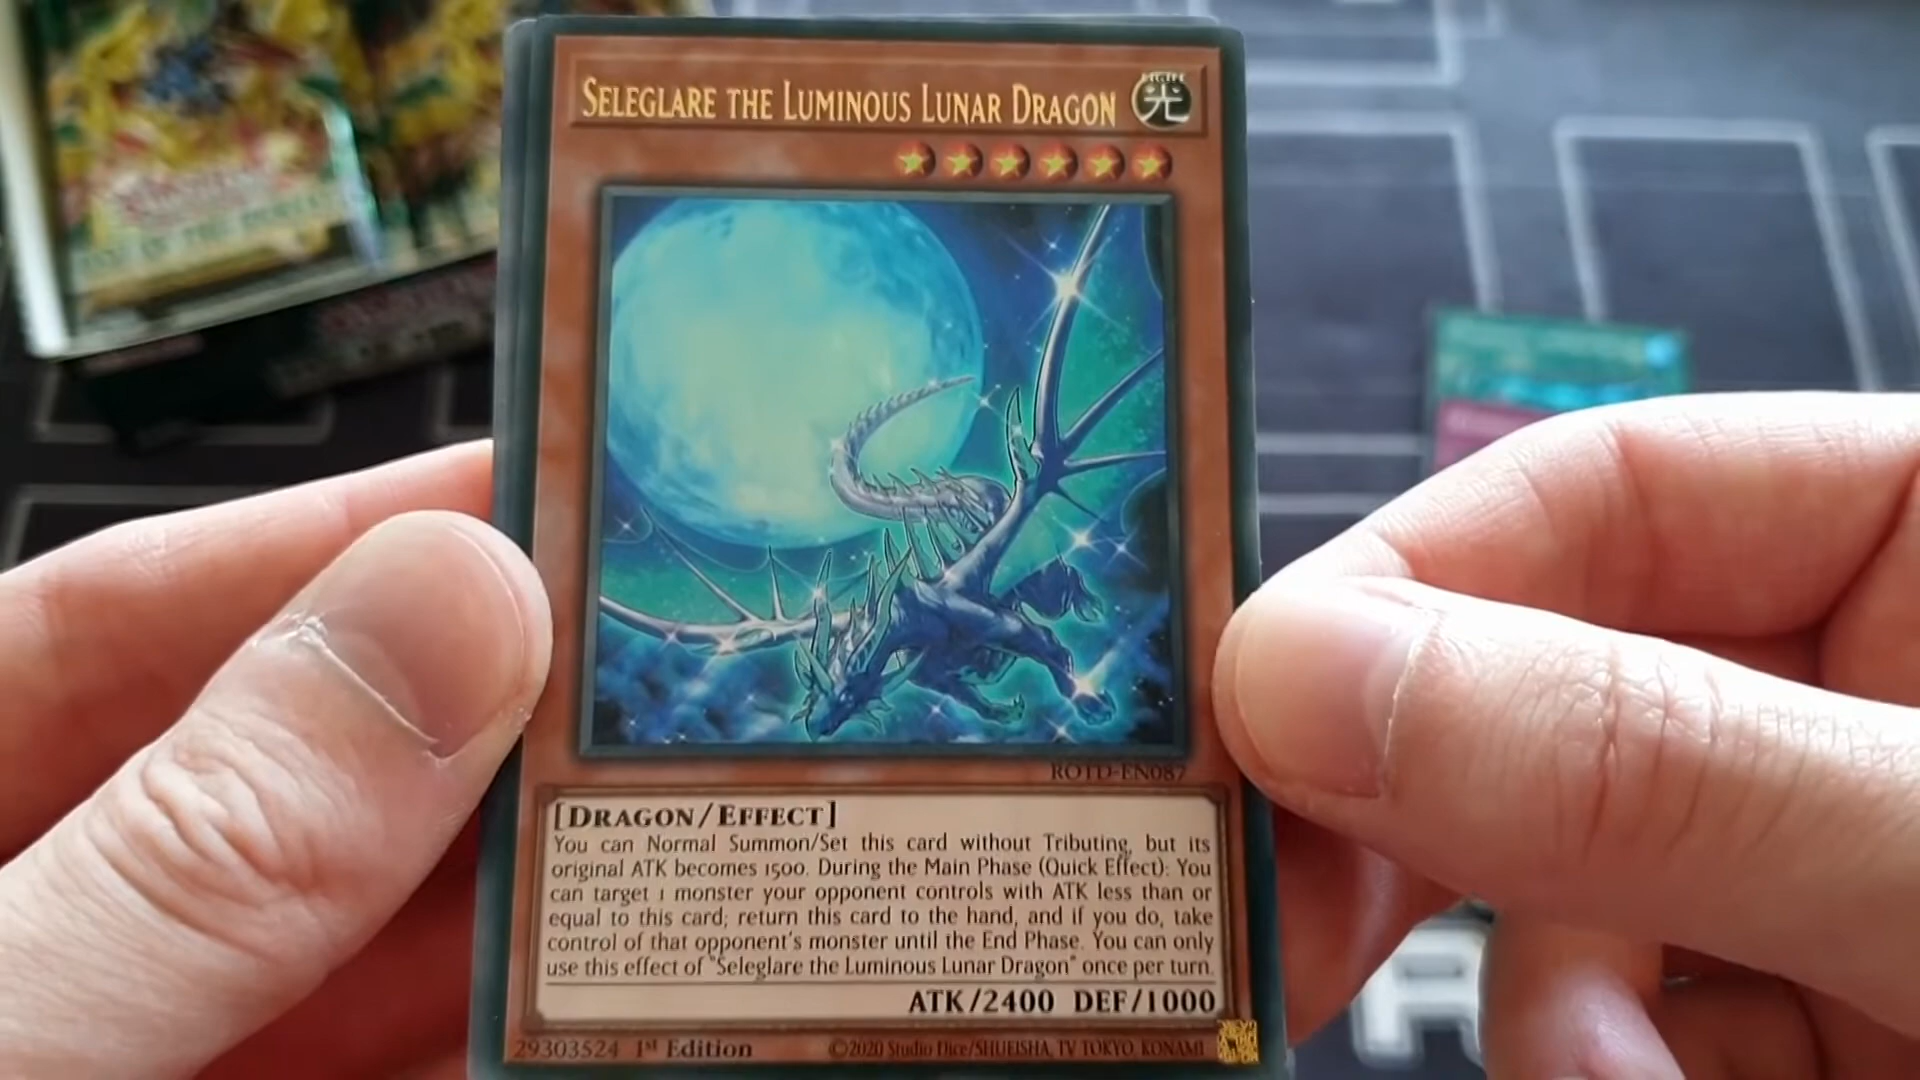 SELEGLARE THE LUMINOUS LUNAR DRAGON
LIGHT
光
ROTD-EN087
[DRAGON/EFFECT]
You can Normal Summon/Set this card without Tributing, but its
original ATK becomes 1500. During the Main Phase (Quick Effect): You
can target 1 monster your opponent controls with ATK less than or
equal to this card; return this card to the hand, and if you do, take
control of that opponent's monster until the End Phase. You can only
use this effect of "Seleglare the Luminous Lunar Dragon" once per turn.
ATK/2400 DEF/1000
29303524 1st Edition ©2020 Studio Dice/SHUEISHA, TV TOKYO, KONAMI